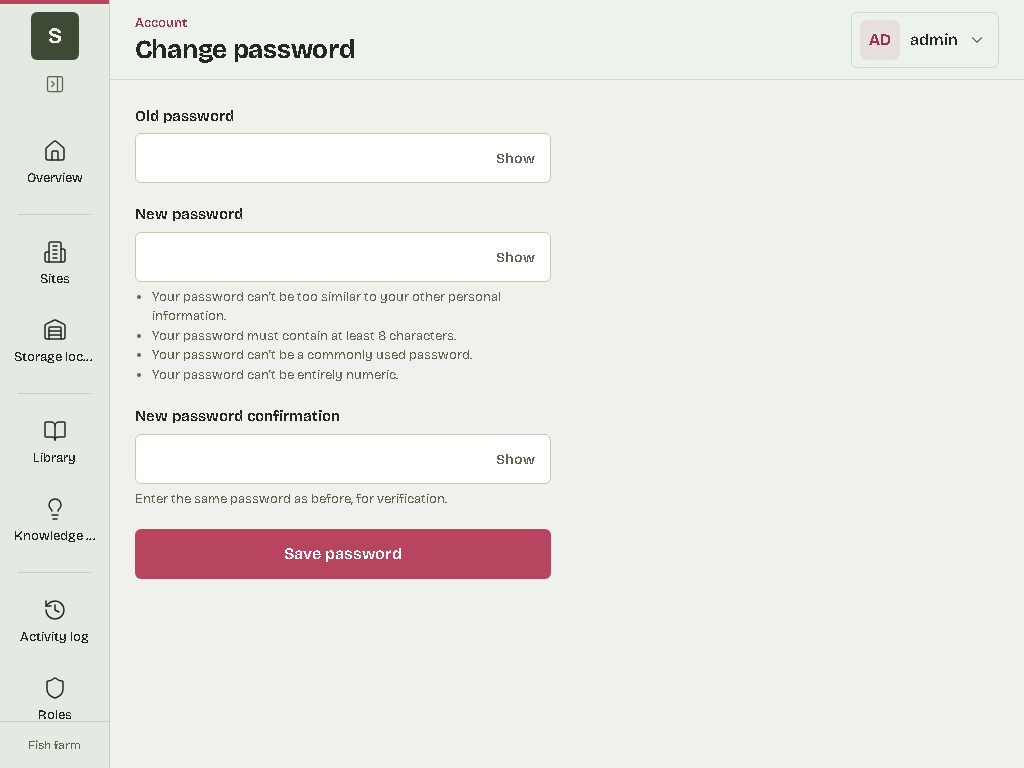 S
Overview
Sites
Storage loc...
Library
Knowledge ...
Activity log
Roles
Fish farm
Account
Change password
AD admin
Old password
Show
New password
Show
• Your password can't be too similar to your other personal
information.
• Your password must contain at least 8 characters.
• Your password can't be a commonly used password.
• Your password can't be entirely numeric.
New password confirmation
Show
Enter the same password as before, for verification.
Save password